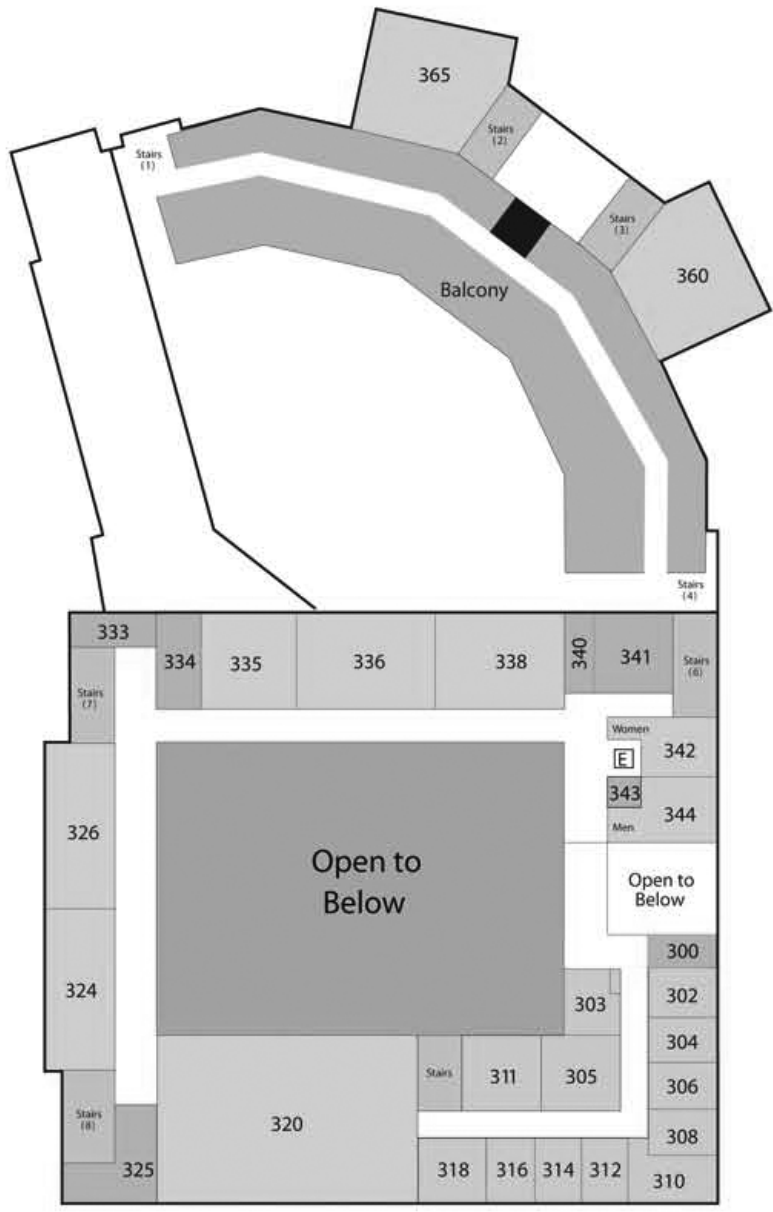 365
Stairs
(2)
Stairs
(1)
Stairs
(3)
360
Balcony
Stairs
(4)
333
334
335
336
338
340
341
Stairs
(6)
Stairs
(7)
Women
342
E
343
344
Men
326
Open to
Below
Open to
Below
300
324
303
302
304
Stairs
311
305
306
Stairs
(8)
320
308
325
318
316
314
312
310